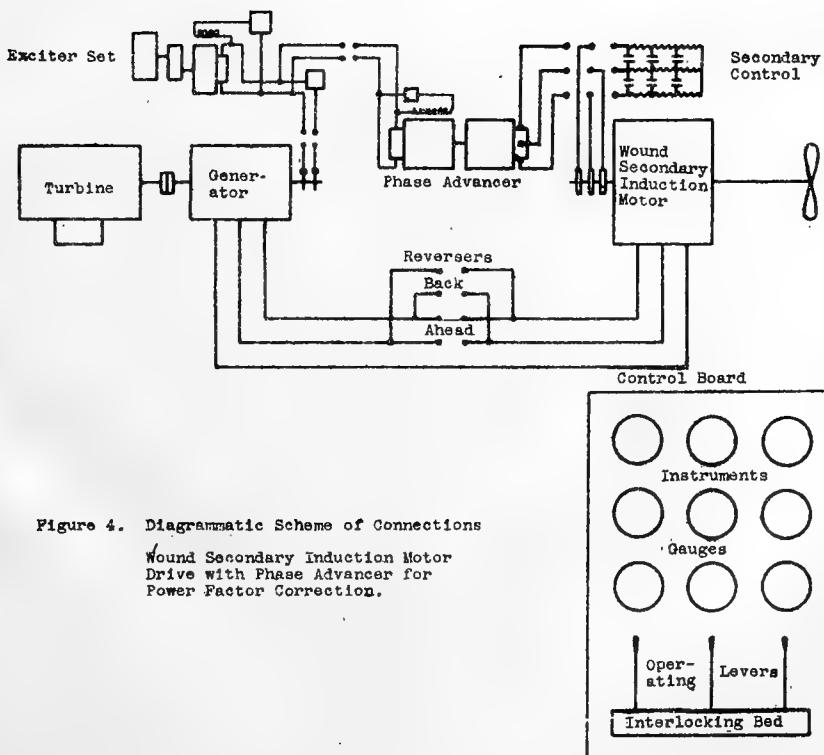 Exciter Set
Secondary
Control
Turbine
Gener-
ator
Phase Advancer
Wound
Secondary
Induction
Motor
Reversers
Back
Ahead
Control Board
Instruments
Gauges
Oper-
ating
Levers
Interlocking Bed
Figure 4. Diagrammatic Scheme of Connections
Wound Secondary Induction Motor
Drive with Phase Advancer for
Power Factor Correction.